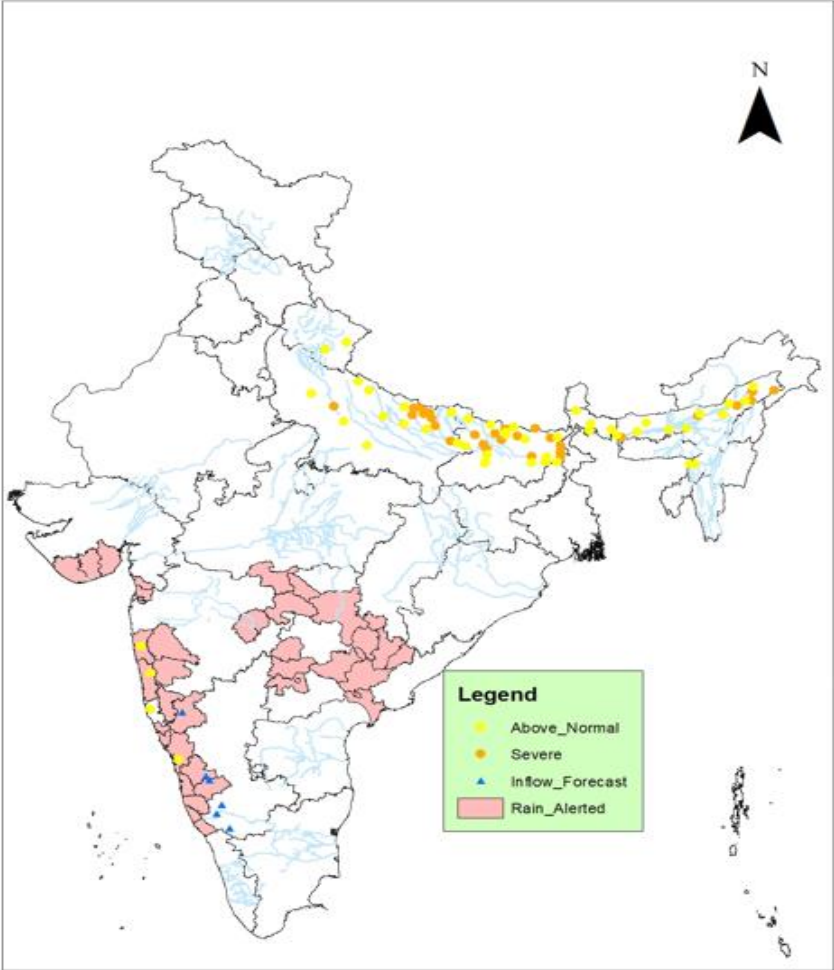 N
Legend
Above_Normal
Severe
Inflow_Forecast
Rain_Alerted